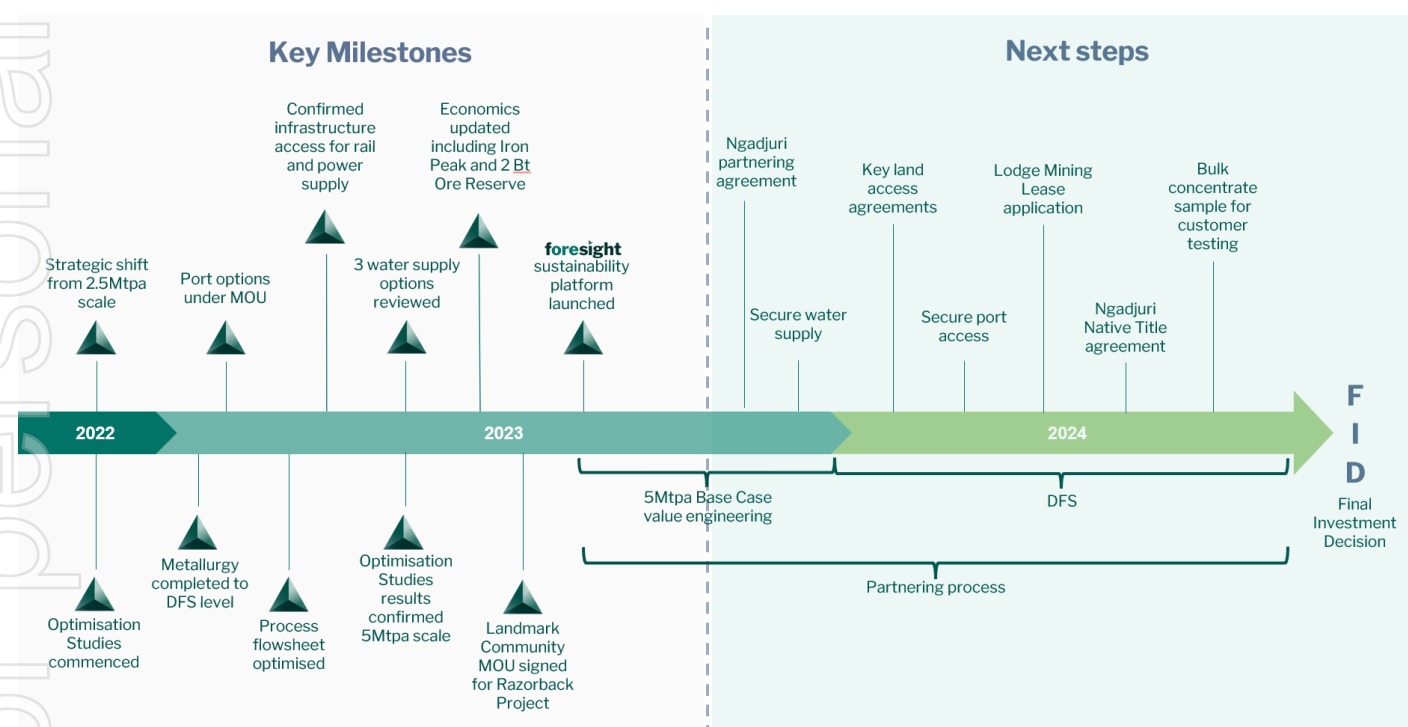 Key Milestones
Next steps
Confirmed
infrastructure
access for rail
and power
supply
Economics
updated
including Iron
Peak and 2 Bt
Ore Reserve
Strategic shift
from 2.5Mtpa
scale
Port options
under MOU
3 water supply
options
reviewed
foresight
sustainability
platform
launched
Ngadjuri
partnering
agreement
Secure water
supply
Key land
access
agreements
Secure port
access
Lodge Mining
Lease
application
Ngadjuri
Native Title
agreement
Bulk
concentrate
sample for
customer
testing
2022
2023
2024
F
I
D
Final
Investment
Decision
Optimisation
Studies
commenced
Metallurgy
completed to
DFS level
Process
flowsheet
optimised
Optimisation
Studies
results
confirmed
5Mtpa scale
Landmark
Community
MOU signed
for Razorback
Project
5Mtpa Base Case
value engineering
DFS
Partnering process
personal